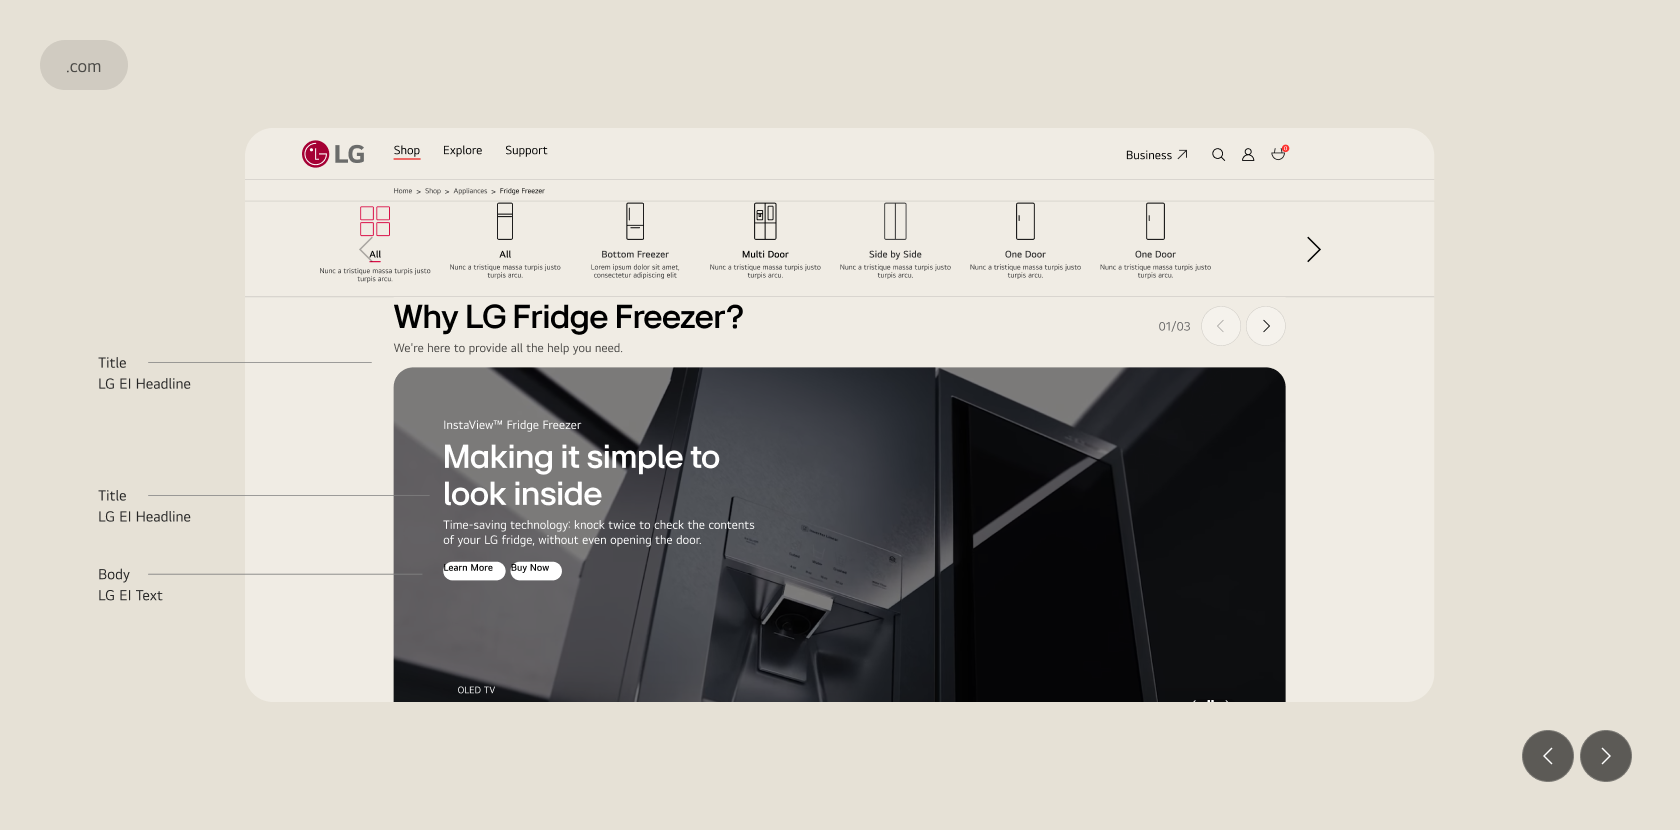 .com
LG
Shop
Explore
Support
Business
0
Home > Shop > Appliances > Fridge Freezer
All
Nunc a tristique massa turpis justo
turpis arcu.
All
Nunc a tristique massa turpis justo
turpis arcu.
Bottom Freezer
Lorem ipsum dolor sit amet,
consectetur adipiscing elit
Multi Door
Nunc a tristique massa turpis justo
turpis arcu.
Side by Side
Nunc a tristique massa turpis justo
turpis arcu,
One Door
Nunc a tristique massa turpis justo
turpis arcu.
One Door
Nunc a tristique massa turpis justo
turpis arcu.
Why LG Fridge Freezer?
We're here to provide all the help you need.
01/03
Title
LG EI Headline
InstaView™ Fridge Freezer
Making it simple to
look inside
Title
LG EI Headline
Time-saving technology: knock twice to check the contents
of your LG fridge, without even opening the door.
Learn More
Buy Now
Body
LG EI Text
OLED TV